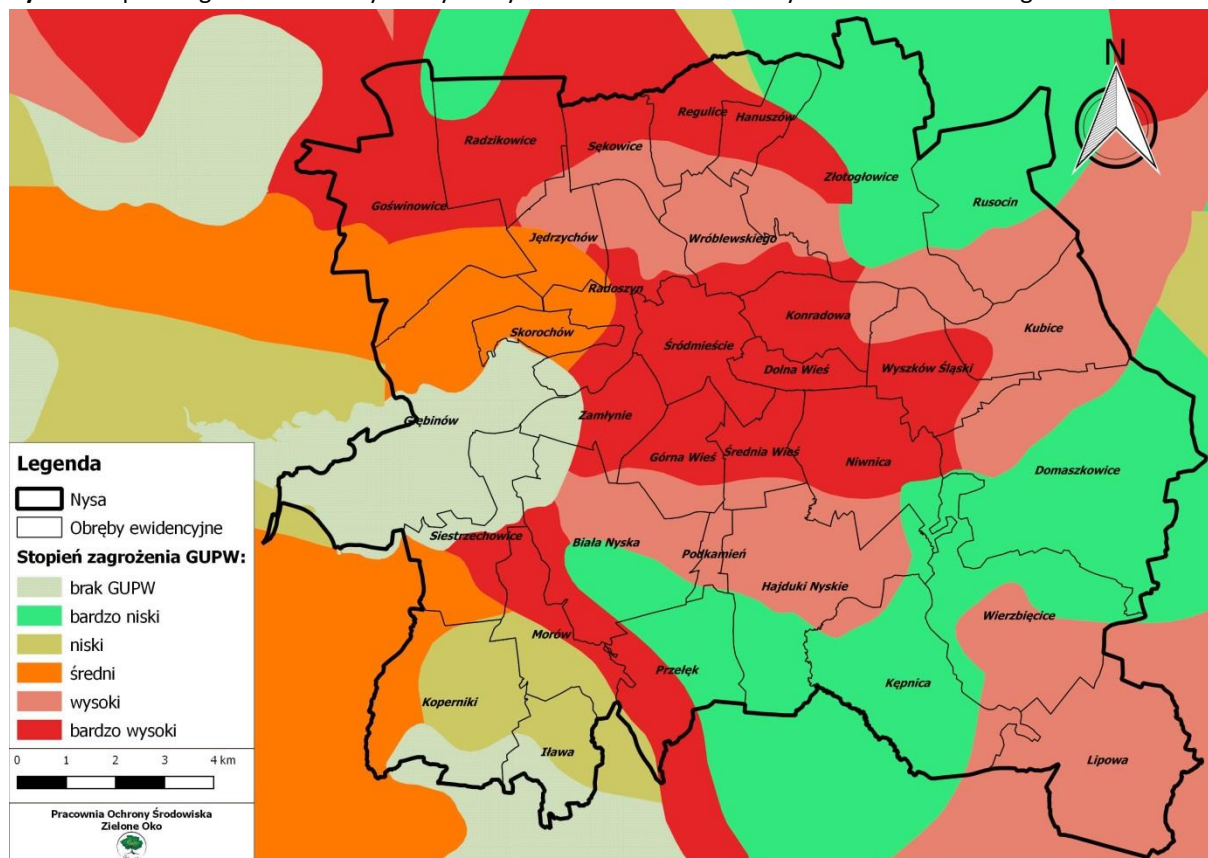 N
Radzikowice
Sękowice
Regulice
Hanuszów
Złotogłowice
Rusocin
Goświnowice
Jędrzychów
Wróblewskiego
Radoszyn
Skorochów
Śródmieście
Konradowa
Kubice
Dolna Wieś
Wyszków Śląski
Głębinów
Zamłynie
Górna Wieś
Średnia Wieś
Niwnica
Domaszkowice
Siestrzechowice
Biała Nyska
Podkamień
Hajduki Nyskie
Wierzbięcice
Morów
Przełęk
Kępnica
Koperniki
Iława
Lipowa
Legenda
Nysa
Obręby ewidencyjne
Stopień zagrożenia GUPW:
brak GUPW
bardzo niski
niski
średni
wysoki
bardzo wysoki
0 1 2 3 4 km
Pracownia Ochrony Środowiska
Zielone Oko